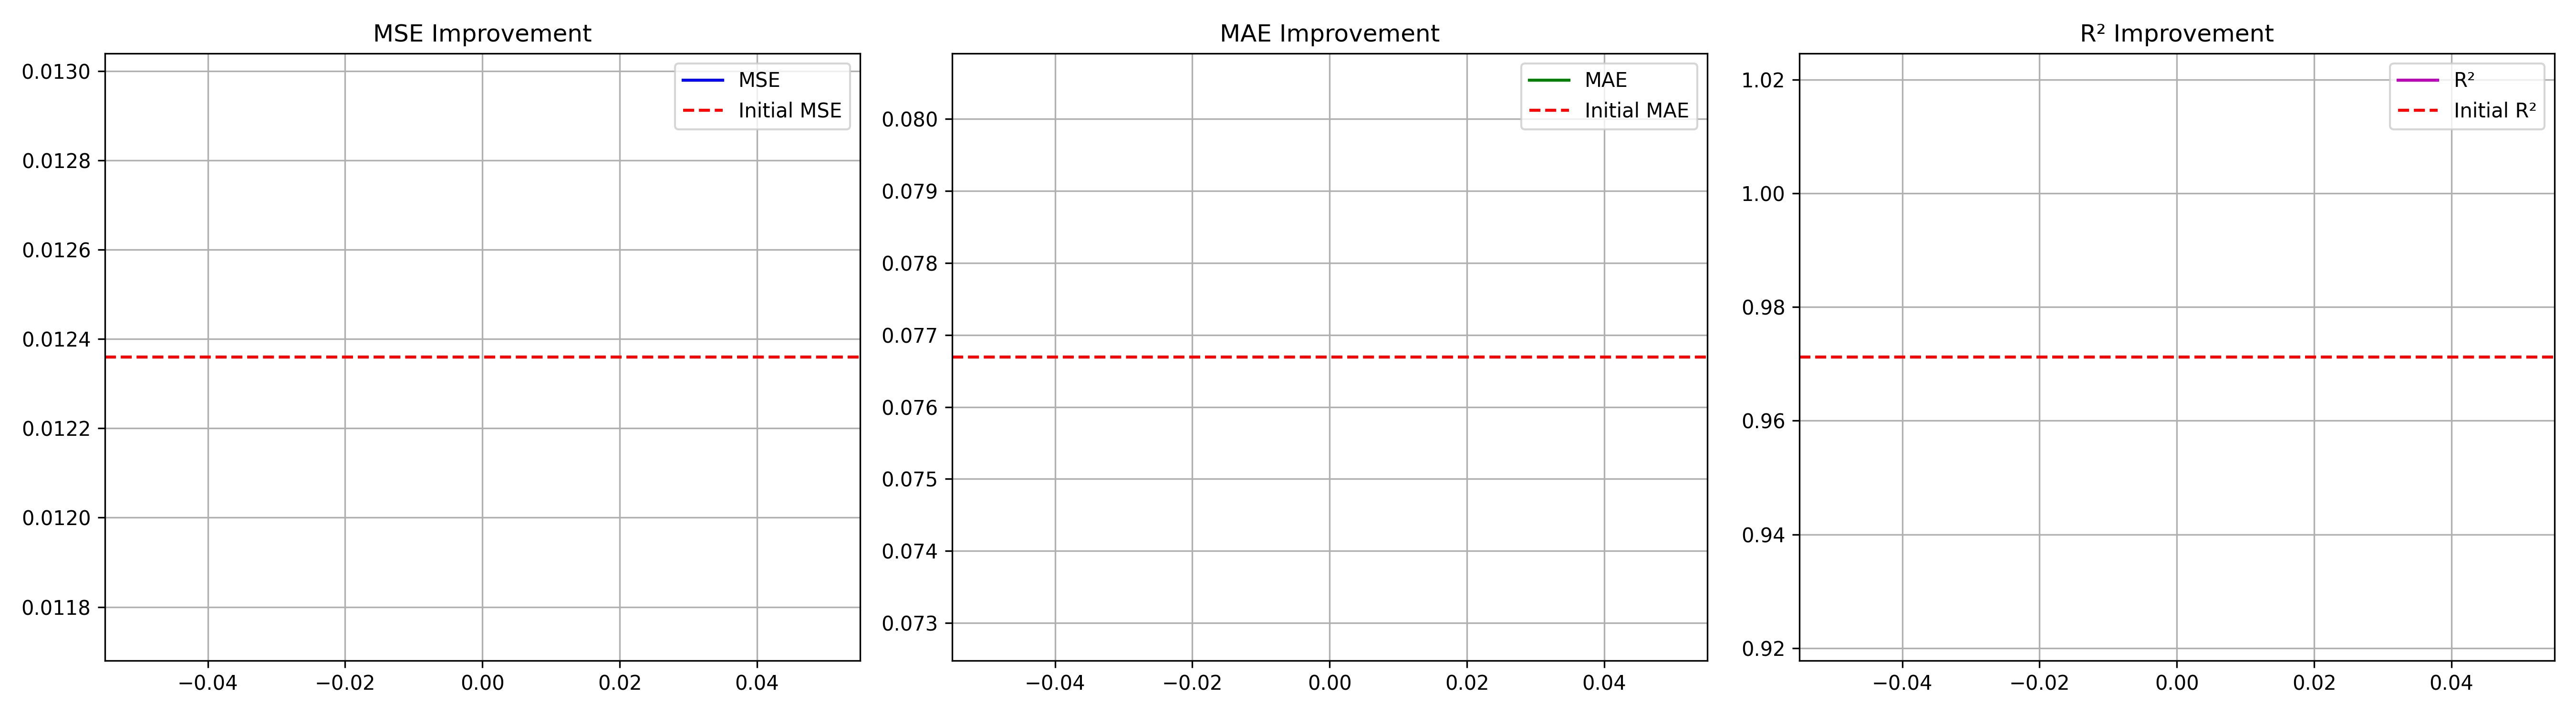 MSE Improvement
MSE
Initial MSE
0.0130
0.0128
0.0126
0.0124
0.0122
0.0120
0.0118
−0.04 −0.02 0.00 0.02 0.04
MAE Improvement
MAE
Initial MAE
0.080
0.079
0.078
0.077
0.076
0.075
0.074
0.073
−0.04 −0.02 0.00 0.02 0.04
R² Improvement
R²
Initial R²
1.02
1.00
0.98
0.96
0.94
0.92
−0.04 −0.02 0.00 0.02 0.04